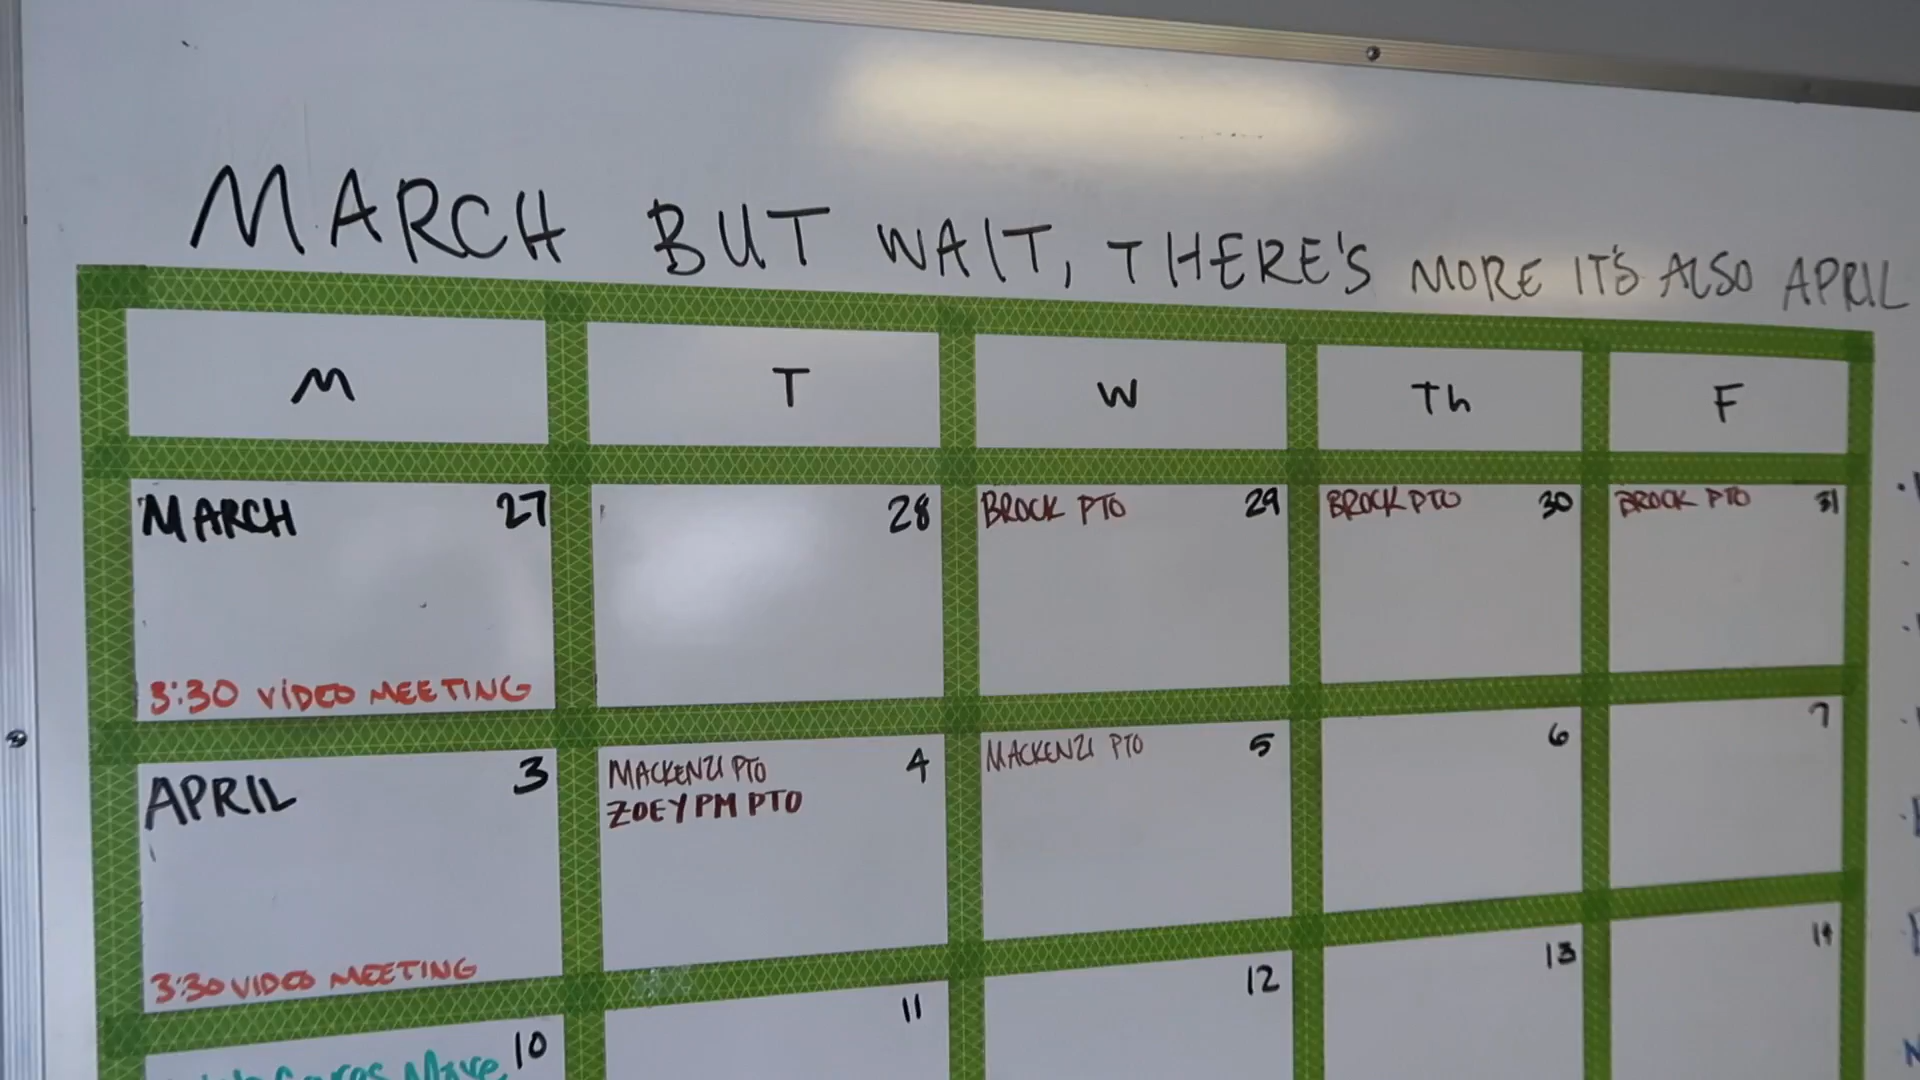 MARCH BUT WAIT, THERE'S MORE IT'S ALSO APRIL
M T W Th F
MARCH 27
3:30 VIDEO MEETING
28
BROCK PTO 29
BROCK PTO 30
BROCK PTO 31
APRIL 3
3:30 VIDEO MEETING
MACKENZI PTO 4
ZOEY PM PTO
MACKENZI PTO 5
6
7
10
11
12
13
14